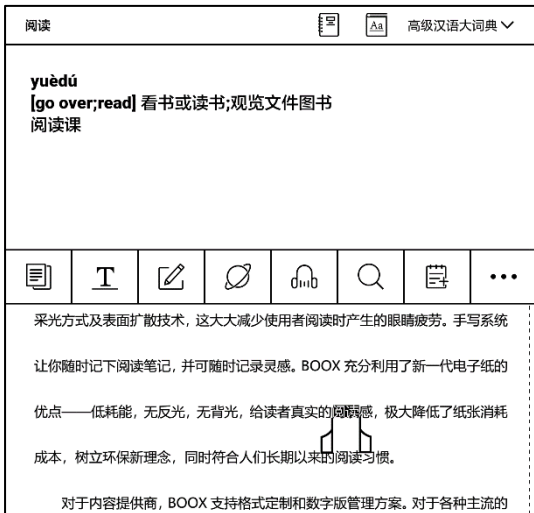 阅读
Aa
高级汉语大词典
yuèdú
[go over;read] 看书或读书;观览文件图书
阅读课
T
采光方式及表面扩散技术，这大大减少使用者阅读时产生的眼睛疲劳。手写系统
让你随时记下阅读笔记，并可随时记录灵感。BOOX 充分利用了新一代电子纸的
优点——低耗能，无反光，无背光，给读者真实的阅读感，极大降低了纸张消耗
成本，树立环保新理念，同时符合人们长期以来的阅读习惯。
对于内容提供商，BOOX 支持格式定制和数字版管理方案。对于各种主流的